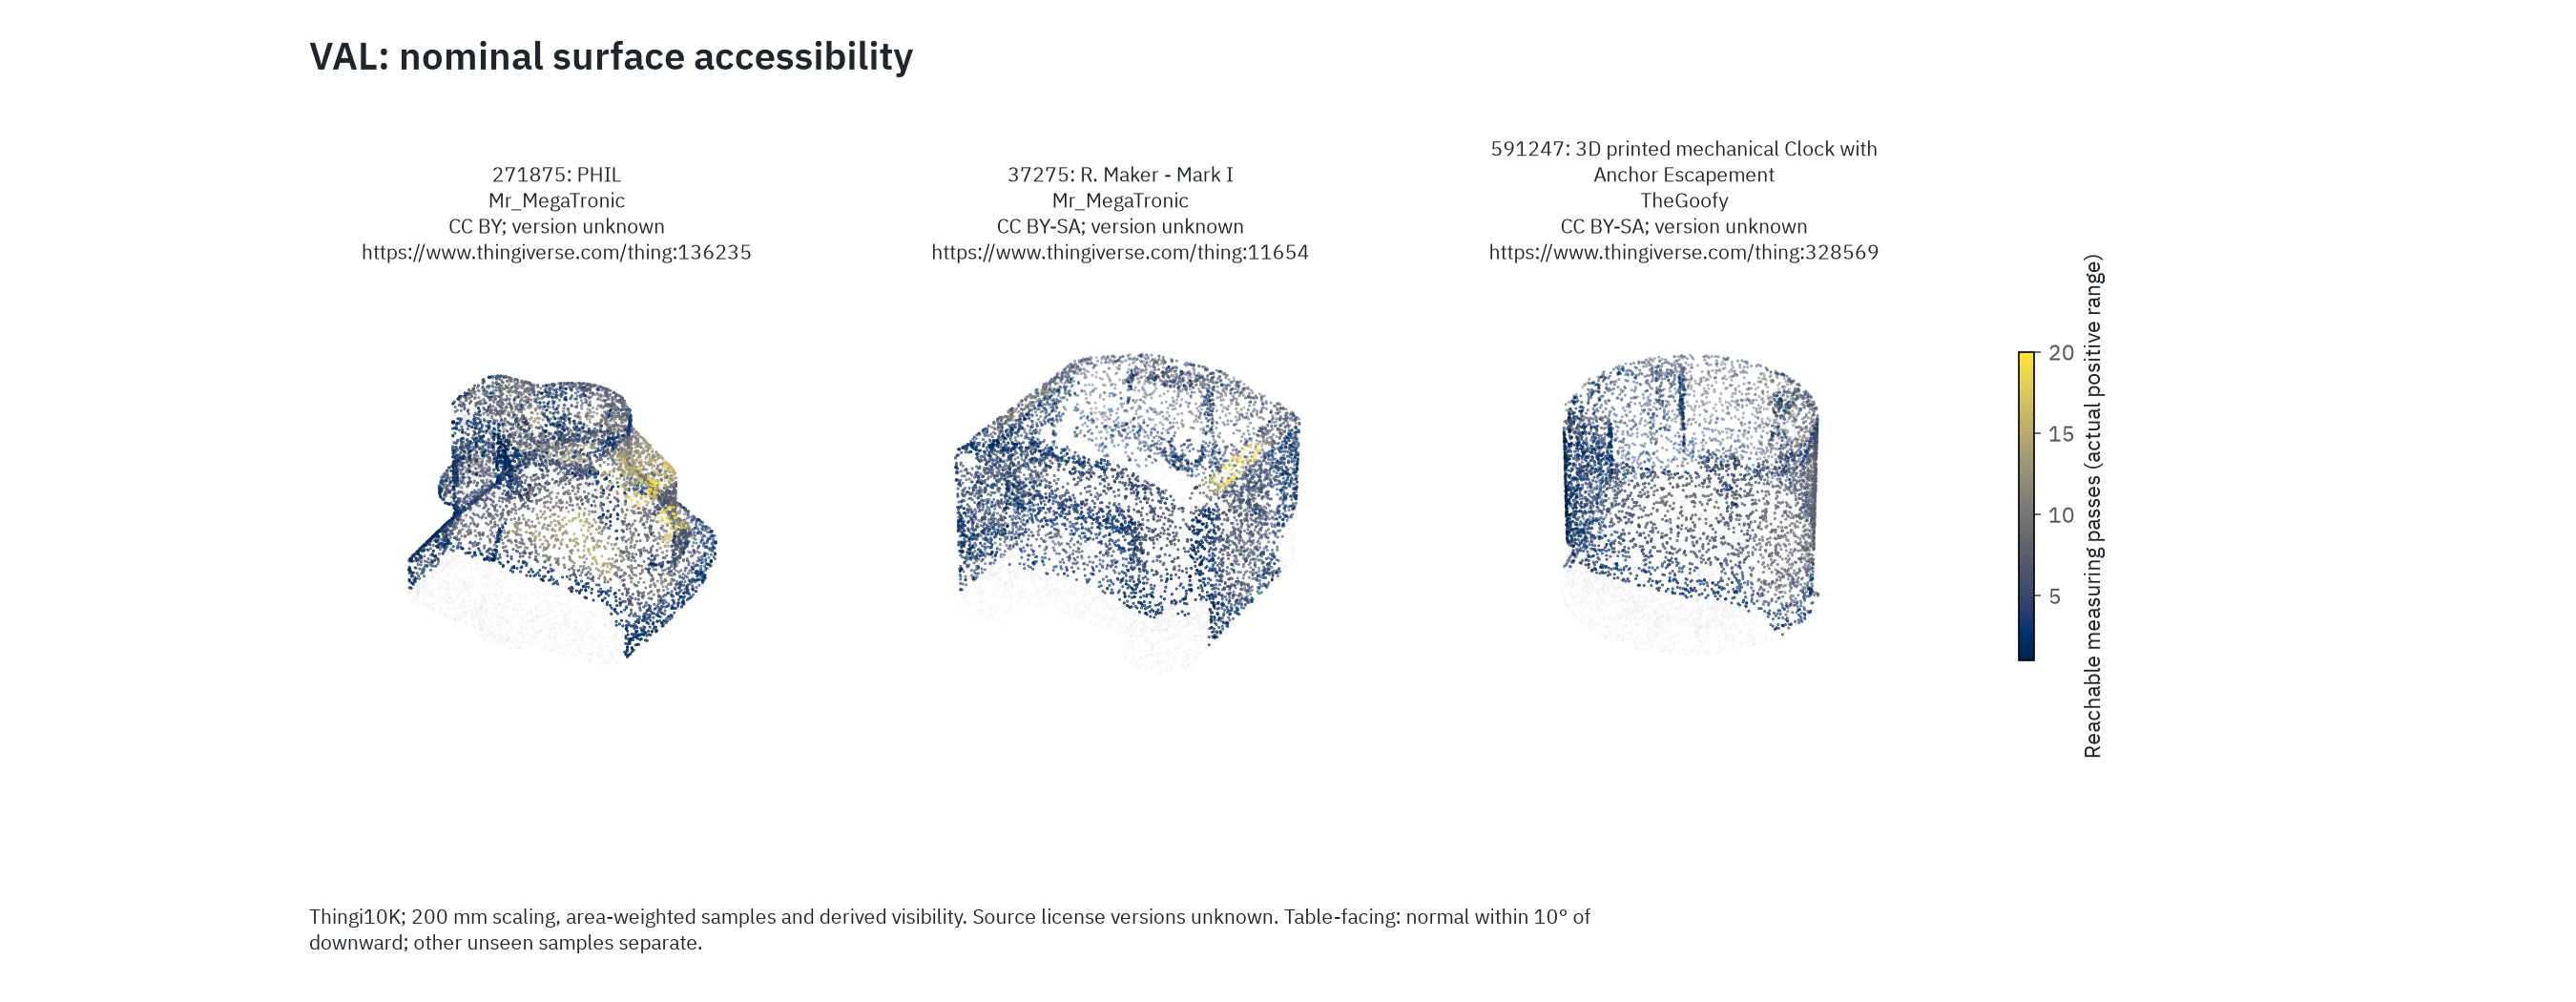 VAL: nominal surface accessibility
271875: PHIL
Mr_MegaTronic
CC BY; version unknown
https://www.thingiverse.com/thing:136235
37275: R. Maker - Mark I
Mr_MegaTronic
CC BY-SA; version unknown
https://www.thingiverse.com/thing:11654
591247: 3D printed mechanical Clock with
Anchor Escapement
TheGoofy
CC BY-SA; version unknown
https://www.thingiverse.com/thing:328569
20
15
10
5
Reachable measuring passes (actual positive range)
Thingi10K; 200 mm scaling, area-weighted samples and derived visibility. Source license versions unknown. Table-facing: normal within 10° of
downward; other unseen samples separate.